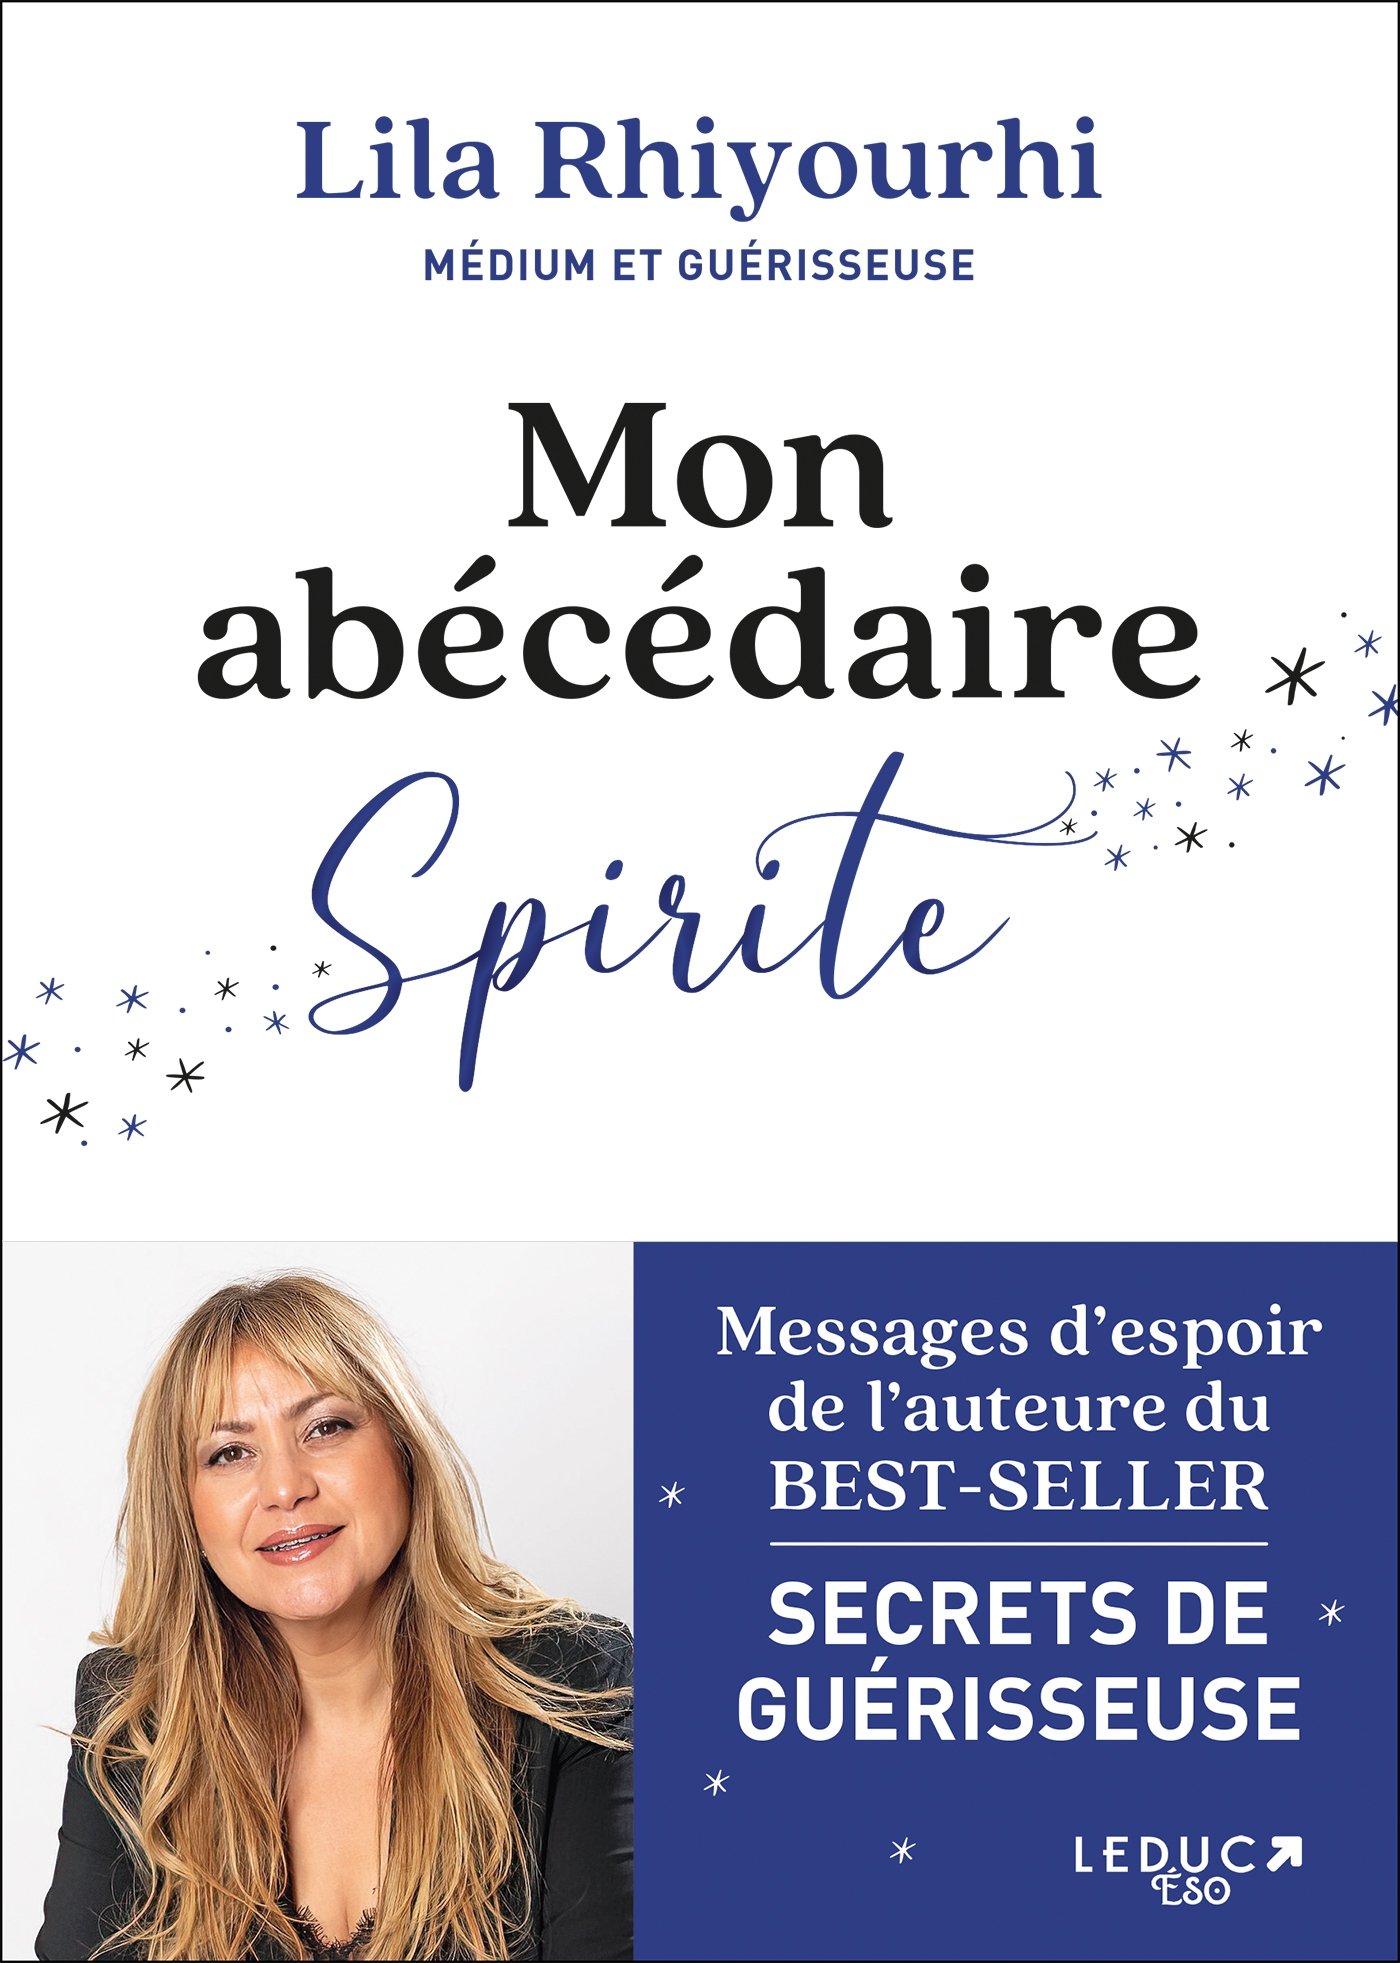 Lila Rhiyourhi
MÉDIUM ET GUÉRISSEUSE
Mon
abécédaire
Spirite
Messages d’espoir
de l’auteure du
BEST-SELLER
SECRETS DE
GUÉRISSEUSE
LEDUC
ÉSO